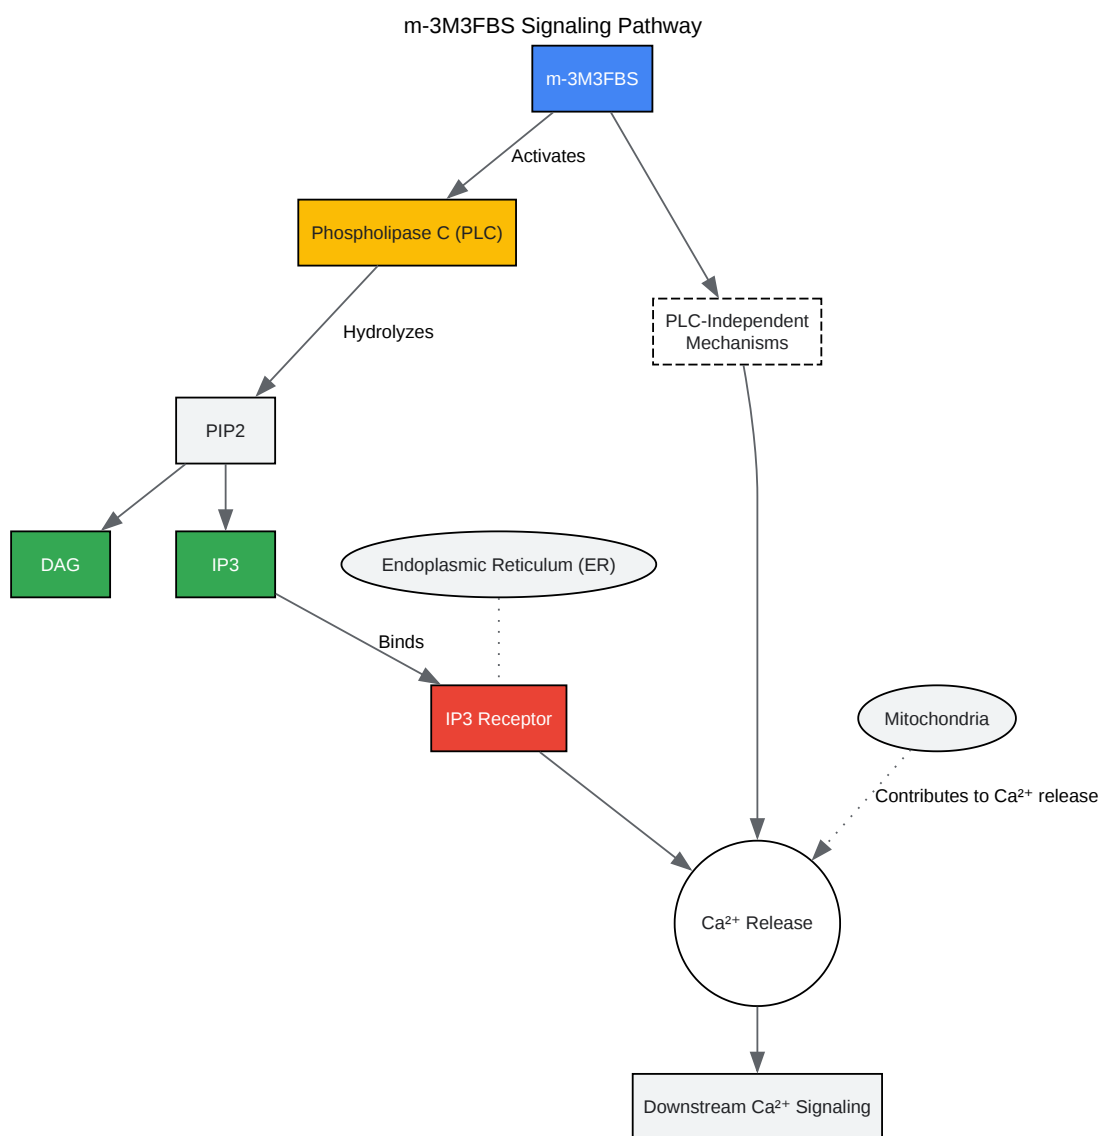 m-3M3FBS Signaling Pathway
m-3M3FBS
Activates
Phospholipase C (PLC)
Hydrolyzes
PLC-Independent
Mechanisms
PIP2
DAG
IP3
Endoplasmic Reticulum (ER)
Binds
IP3 Receptor
Mitochondria
Contributes to Ca²⁺ release
Ca²⁺ Release
Downstream Ca²⁺ Signaling